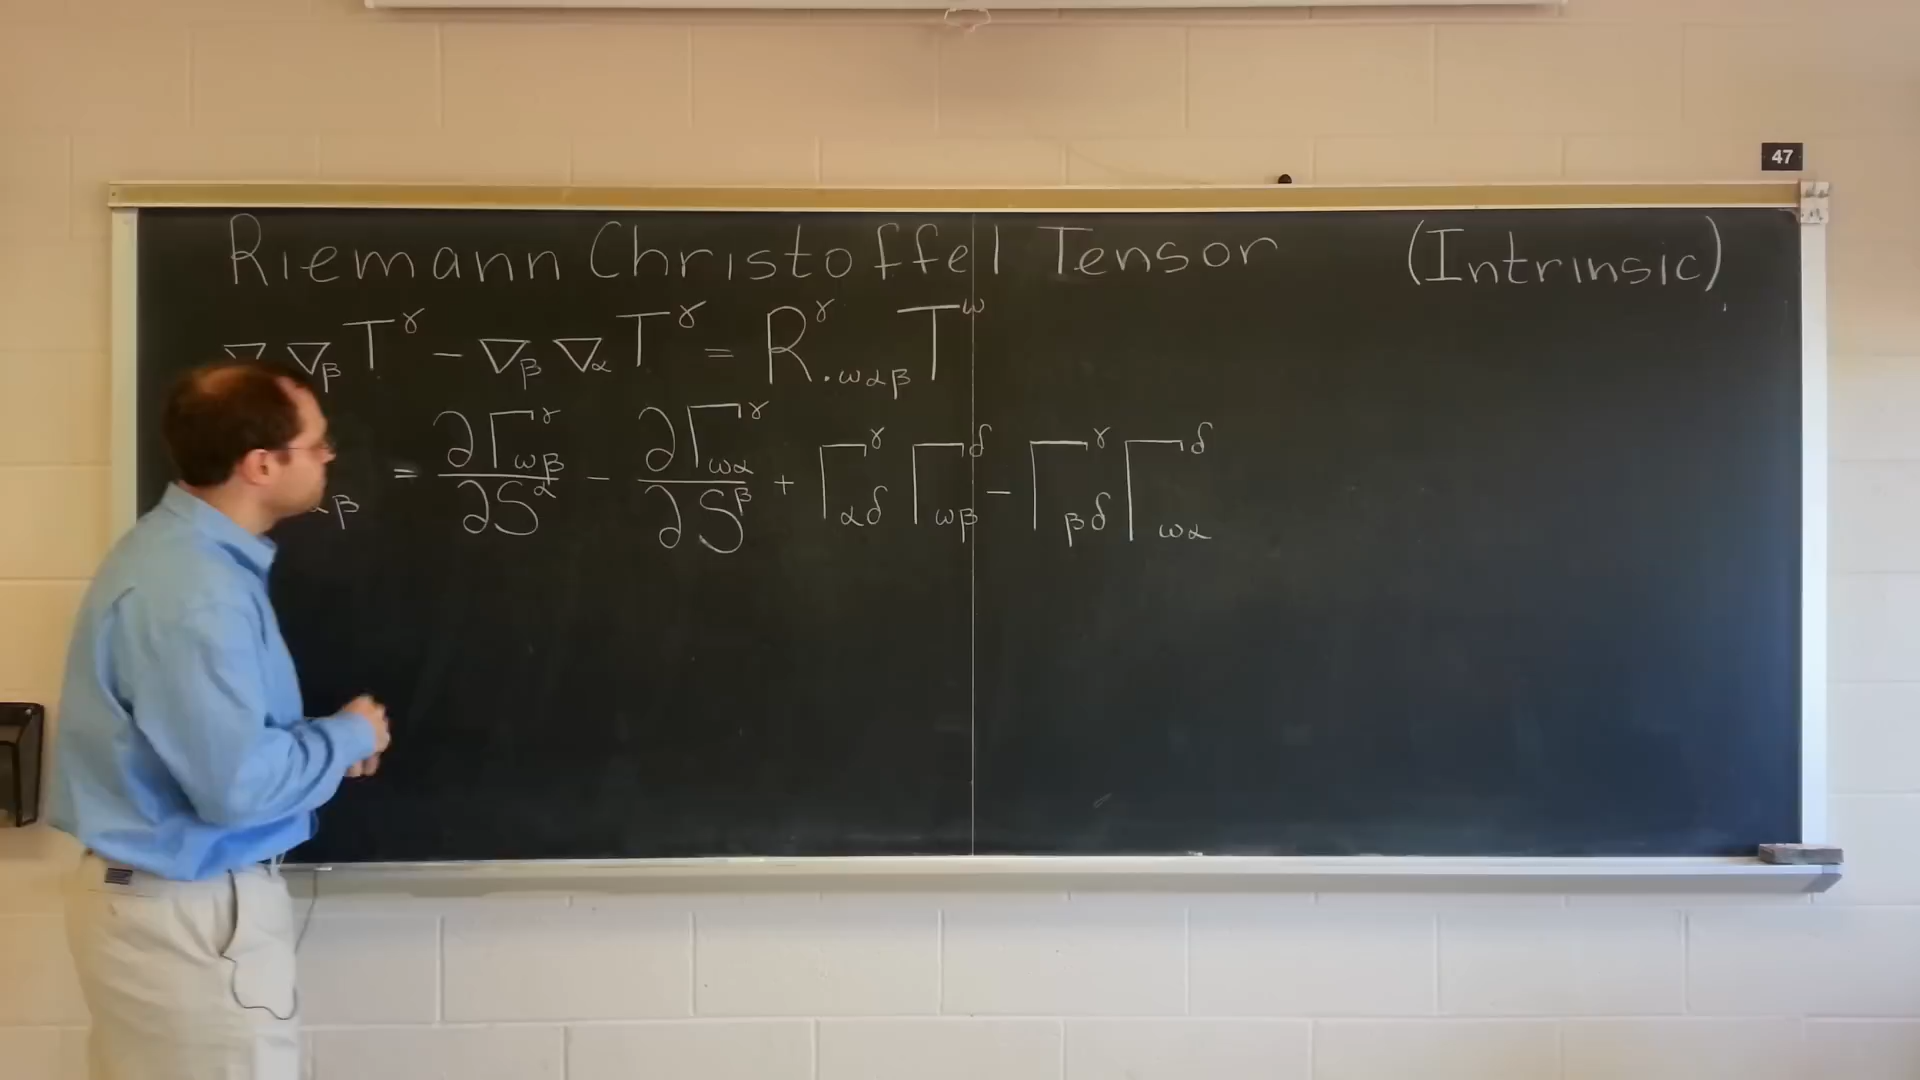 47
Riemann Christoffel Tensor (Intrinsic)
∇ ∇_β T^γ − ∇_β ∇_α T^γ = R^γ_{.ωαβ} T^ω
αβ = ∂Γ^γ_{ωβ}/∂S^α − ∂Γ^γ_{ωα}/∂S^β + Γ^γ_{αδ} Γ^δ_{ωβ} − Γ^γ_{βδ} Γ^δ_{ωα}